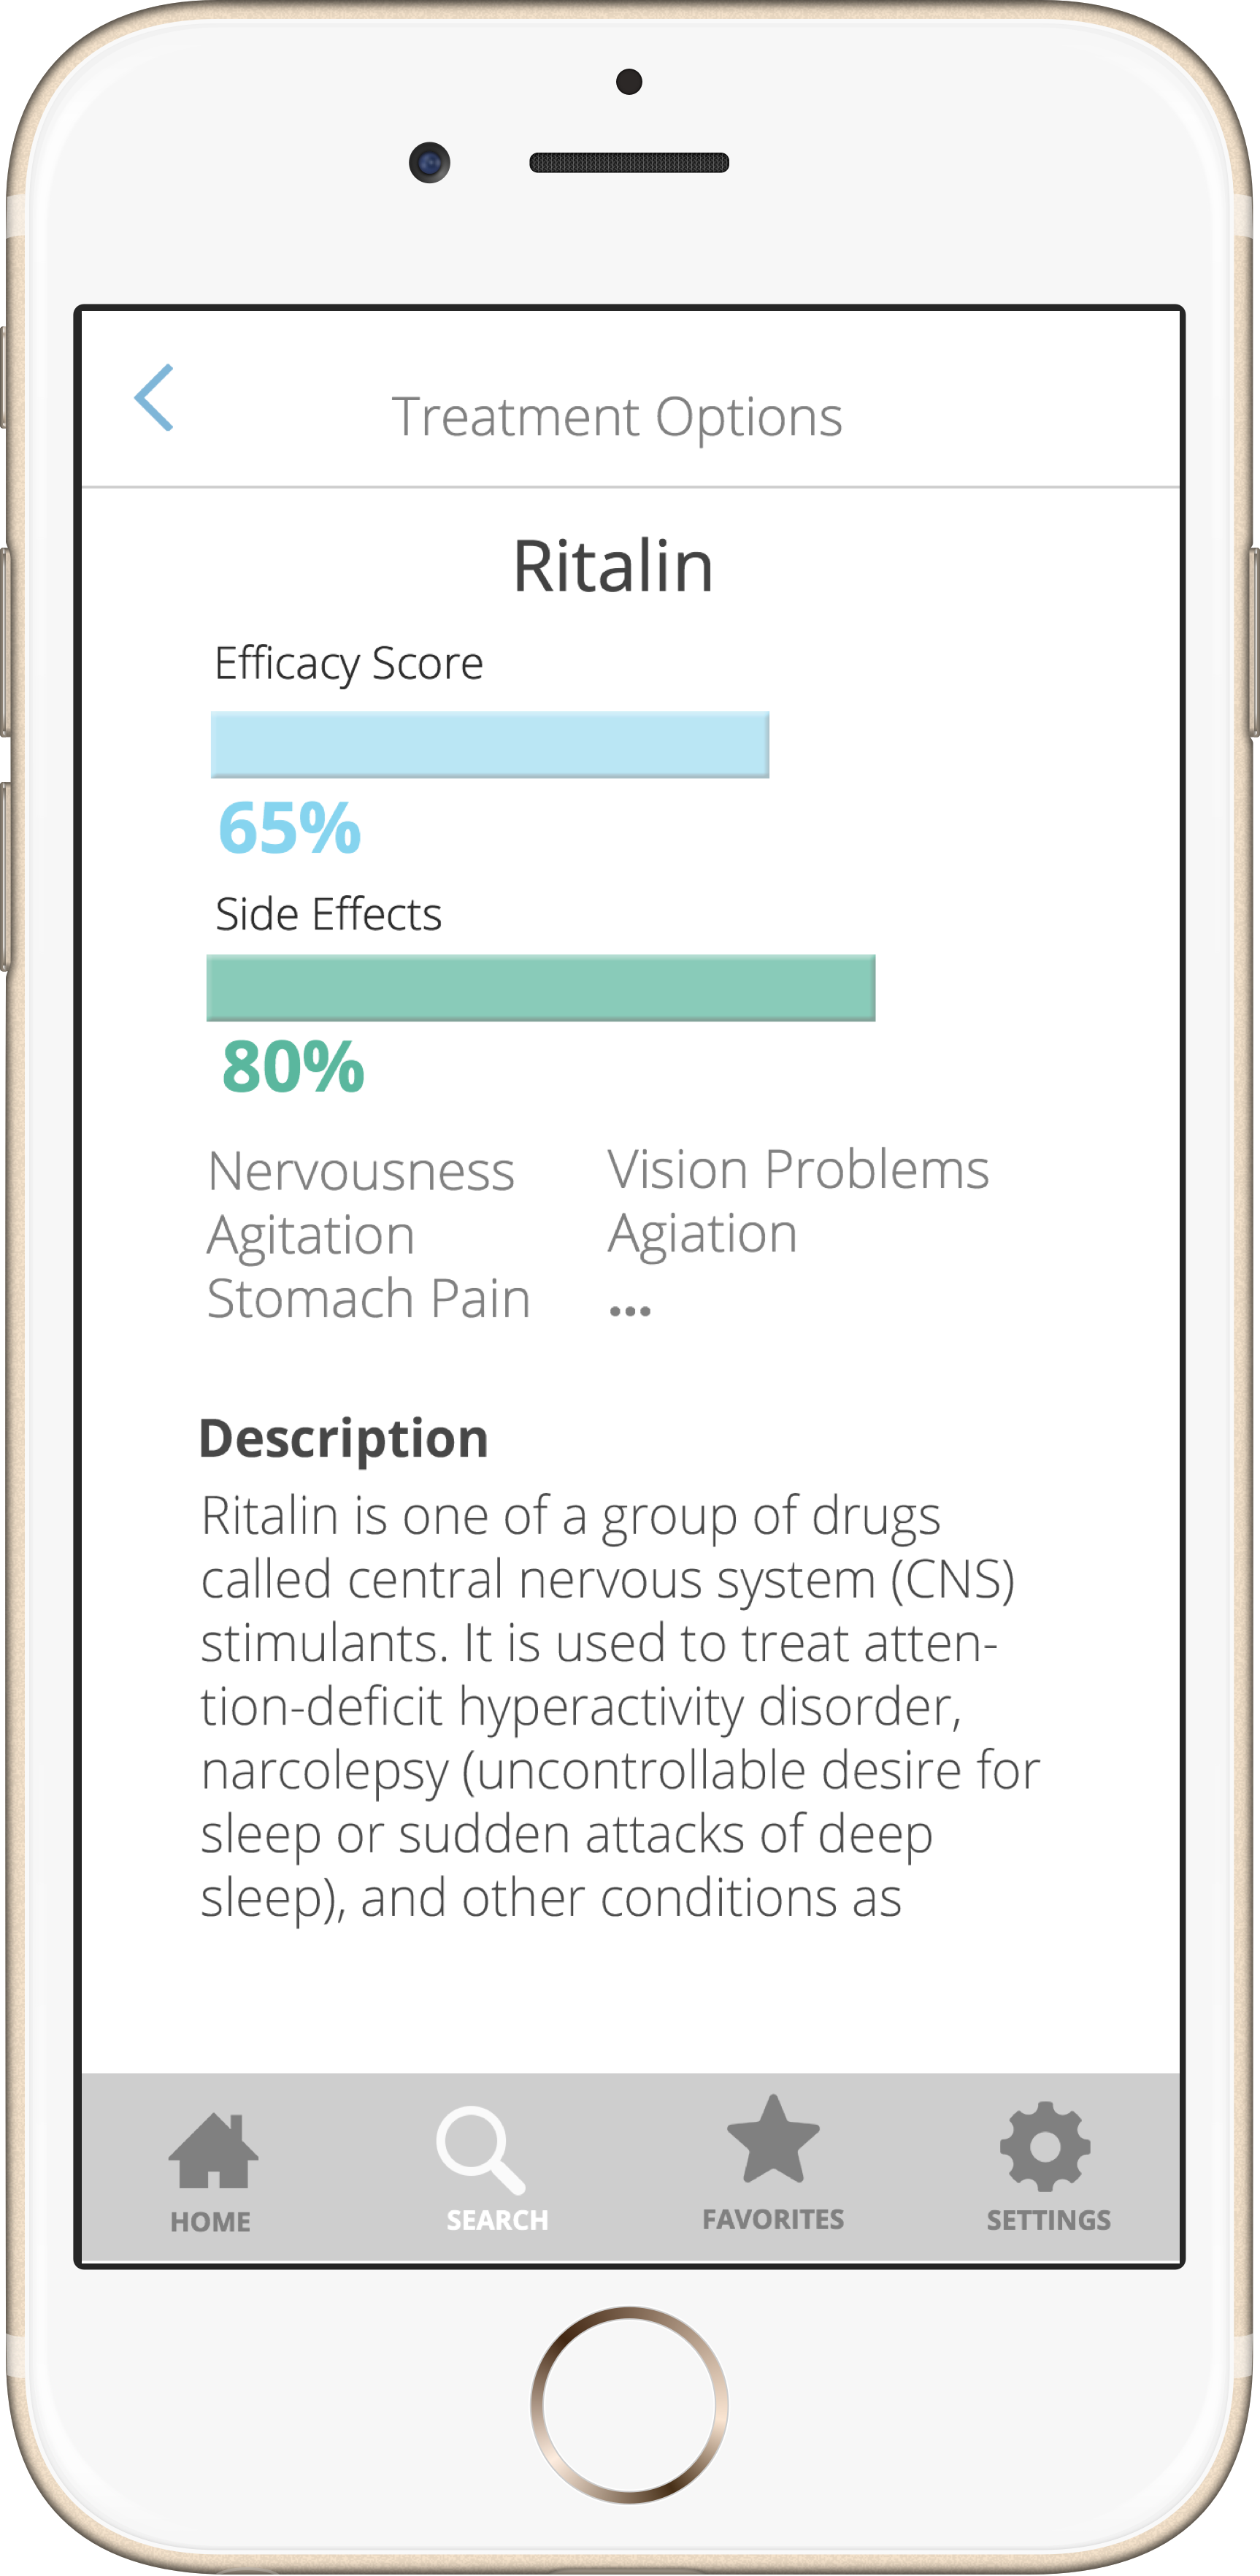 Treatment Options
Ritalin
Efficacy Score
65%
Side Effects
80%
Nervousness
Agitation
Stomach Pain
Vision Problems
Agiation
...
Description
Ritalin is one of a group of drugs
called central nervous system (CNS)
stimulants. It is used to treat atten-
tion-deficit hyperactivity disorder,
narcolepsy (uncontrollable desire for
sleep or sudden attacks of deep
sleep), and other conditions as
HOME
SEARCH
FAVORITES
SETTINGS